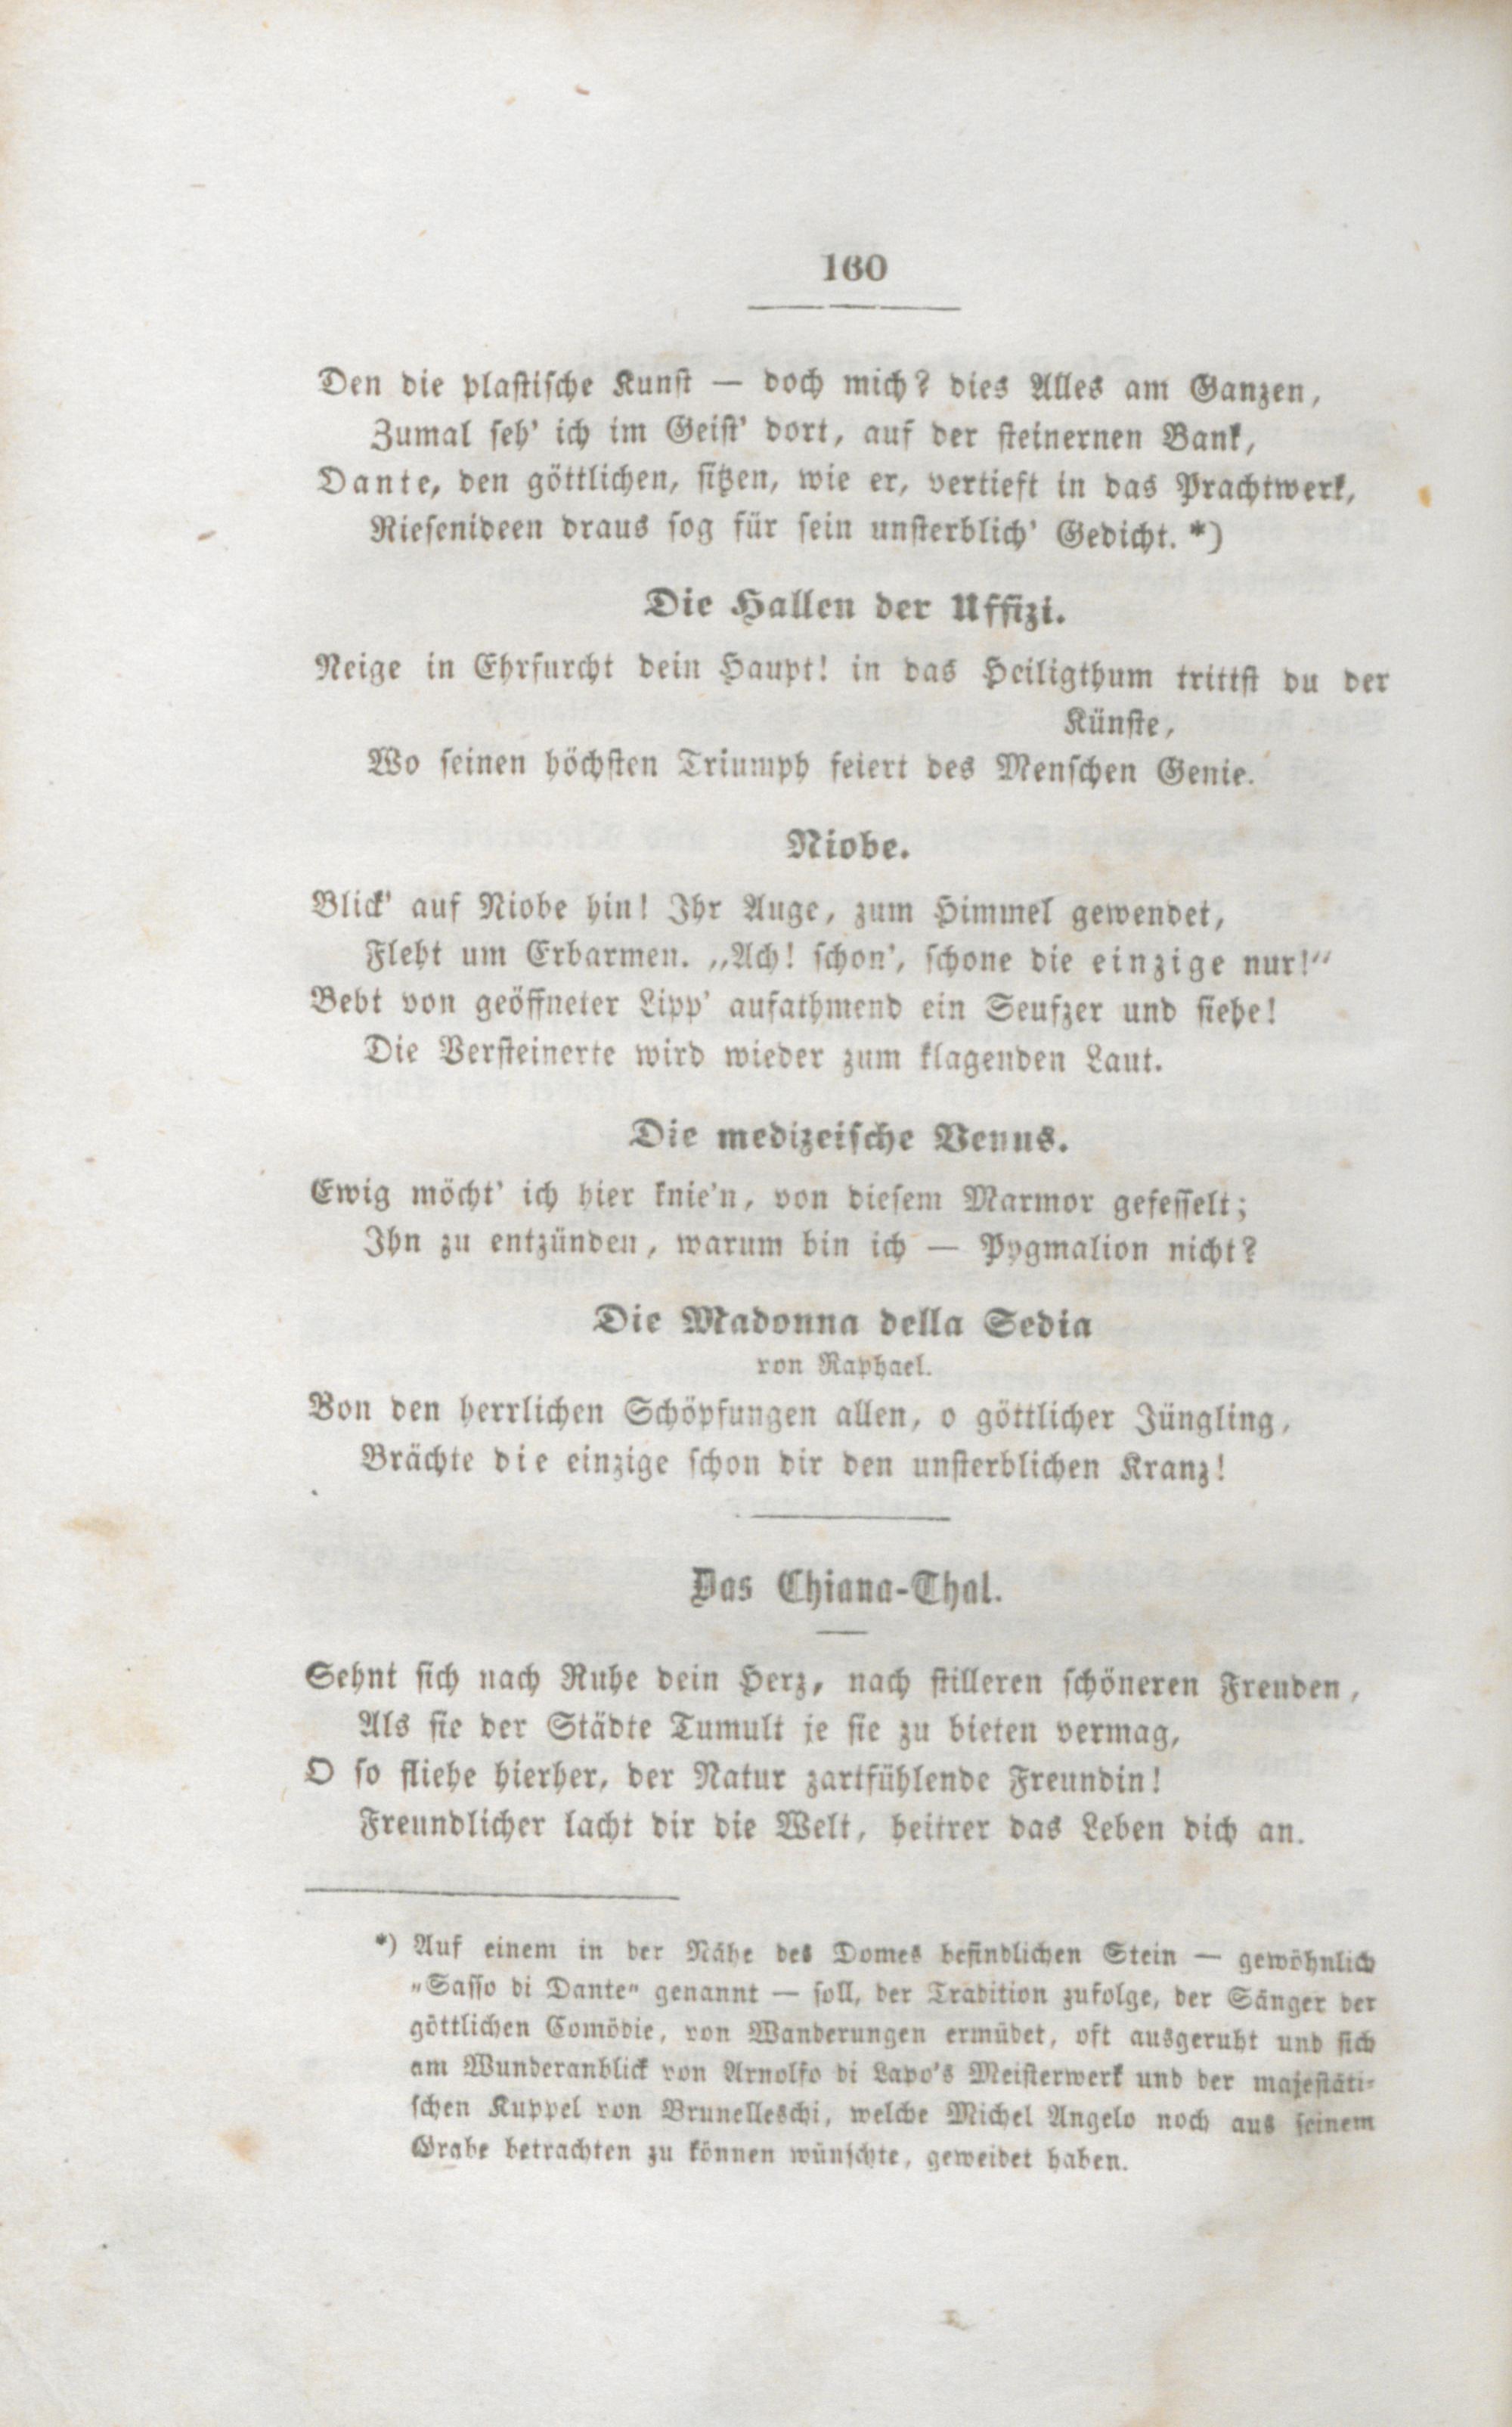 160
Den die plastische Kunst — doch mich? dies Alles am Ganzen,
Zumal seh' ich im Geist' dort, auf der steinernen Bank,
Dante, den göttlichen, sitzen, wie er, vertieft in das Prachtwerk,
Riesenideen draus sog für sein unsterblich' Gedicht. *)
Die Hallen der Uffizi.
Neige in Ehrfurcht dein Haupt! in das Heiligthum trittst du der
Künste,
Wo seinen höchsten Triumph feiert des Menschen Genie.
Niobe.
Blick' auf Niobe hin! Ihr Auge, zum Himmel gewendet,
Fleht um Erbarmen. „Ach! schon', schone die einzige nur!“
Bebt von geöffneter Lipp' aufathmend ein Seufzer und siehe!
Die Versteinerte wird wieder zum klagenden Laut.
Die medizeische Venus.
Ewig möcht' ich hier knie'n, von diesem Marmor gefesselt;
Ihn zu entzünden, warum bin ich — Pygmalion nicht?
Die Madonna della Sedia
von Raphael.
Von den herrlichen Schöpfungen allen, o göttlicher Jüngling,
Brächte die einzige schon dir den unsterblichen Kranz!
Das Chiana-Thal.
Sehnt sich nach Ruhe dein Herz, nach stilleren schöneren Freuden,
Als sie der Städte Tumult je sie zu bieten vermag,
O so fliehe hierher, der Natur zartfühlende Freundin!
Freundlicher lacht dir die Welt, heitrer das Leben dich an.
*) Auf einem in der Nähe des Domes befindlichen Stein — gewöhnlich
„Sasso di Dante“ genannt — soll, der Tradition zufolge, der Sänger der
göttlichen Comödie, von Wanderungen ermüdet, oft ausgeruht und sich
am Wunderanblick von Arnolfo di Lapo's Meisterwerk und der majestäti-
schen Kuppel von Brunelleschi, welche Michel Angelo noch aus seinem
Grabe betrachten zu können wünschte, geweidet haben.